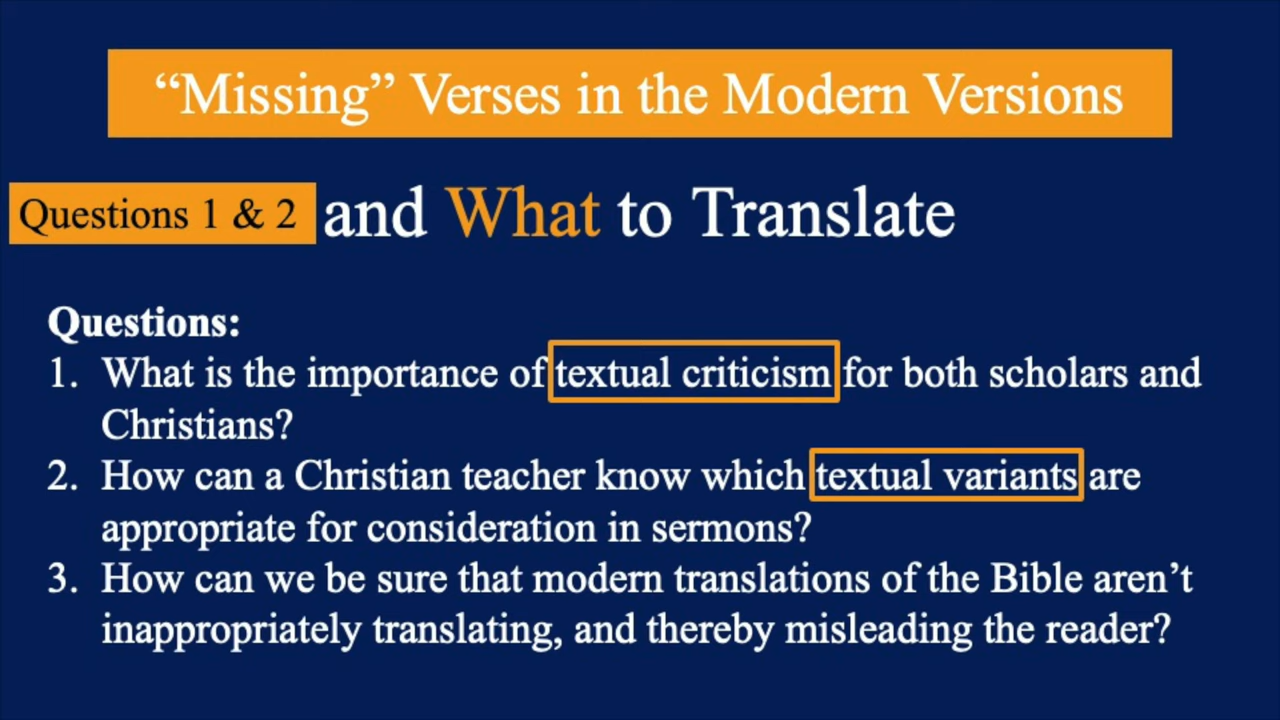 “Missing” Verses in the Modern Versions
Questions 1 & 2 and What to Translate
Questions:
1. What is the importance of textual criticism for both scholars and
Christians?
2. How can a Christian teacher know which textual variants are
appropriate for consideration in sermons?
3. How can we be sure that modern translations of the Bible aren’t
inappropriately translating, and thereby misleading the reader?